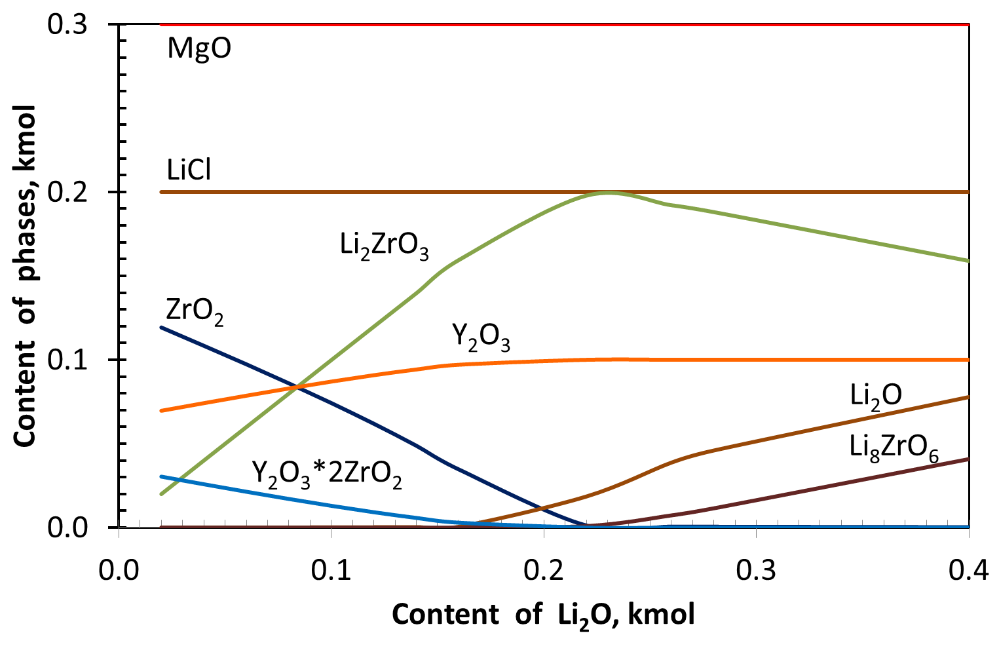 0.3
MgO
LiCl
0.2
Li₂ZrO₃
ZrO₂
Y₂O₃
0.1
Li₂O
Li₈ZrO₆
Y₂O₃*2ZrO₂
0.0
0.0 0.1 0.2 0.3 0.4
Content of Li₂O, kmol
Content of phases, kmol